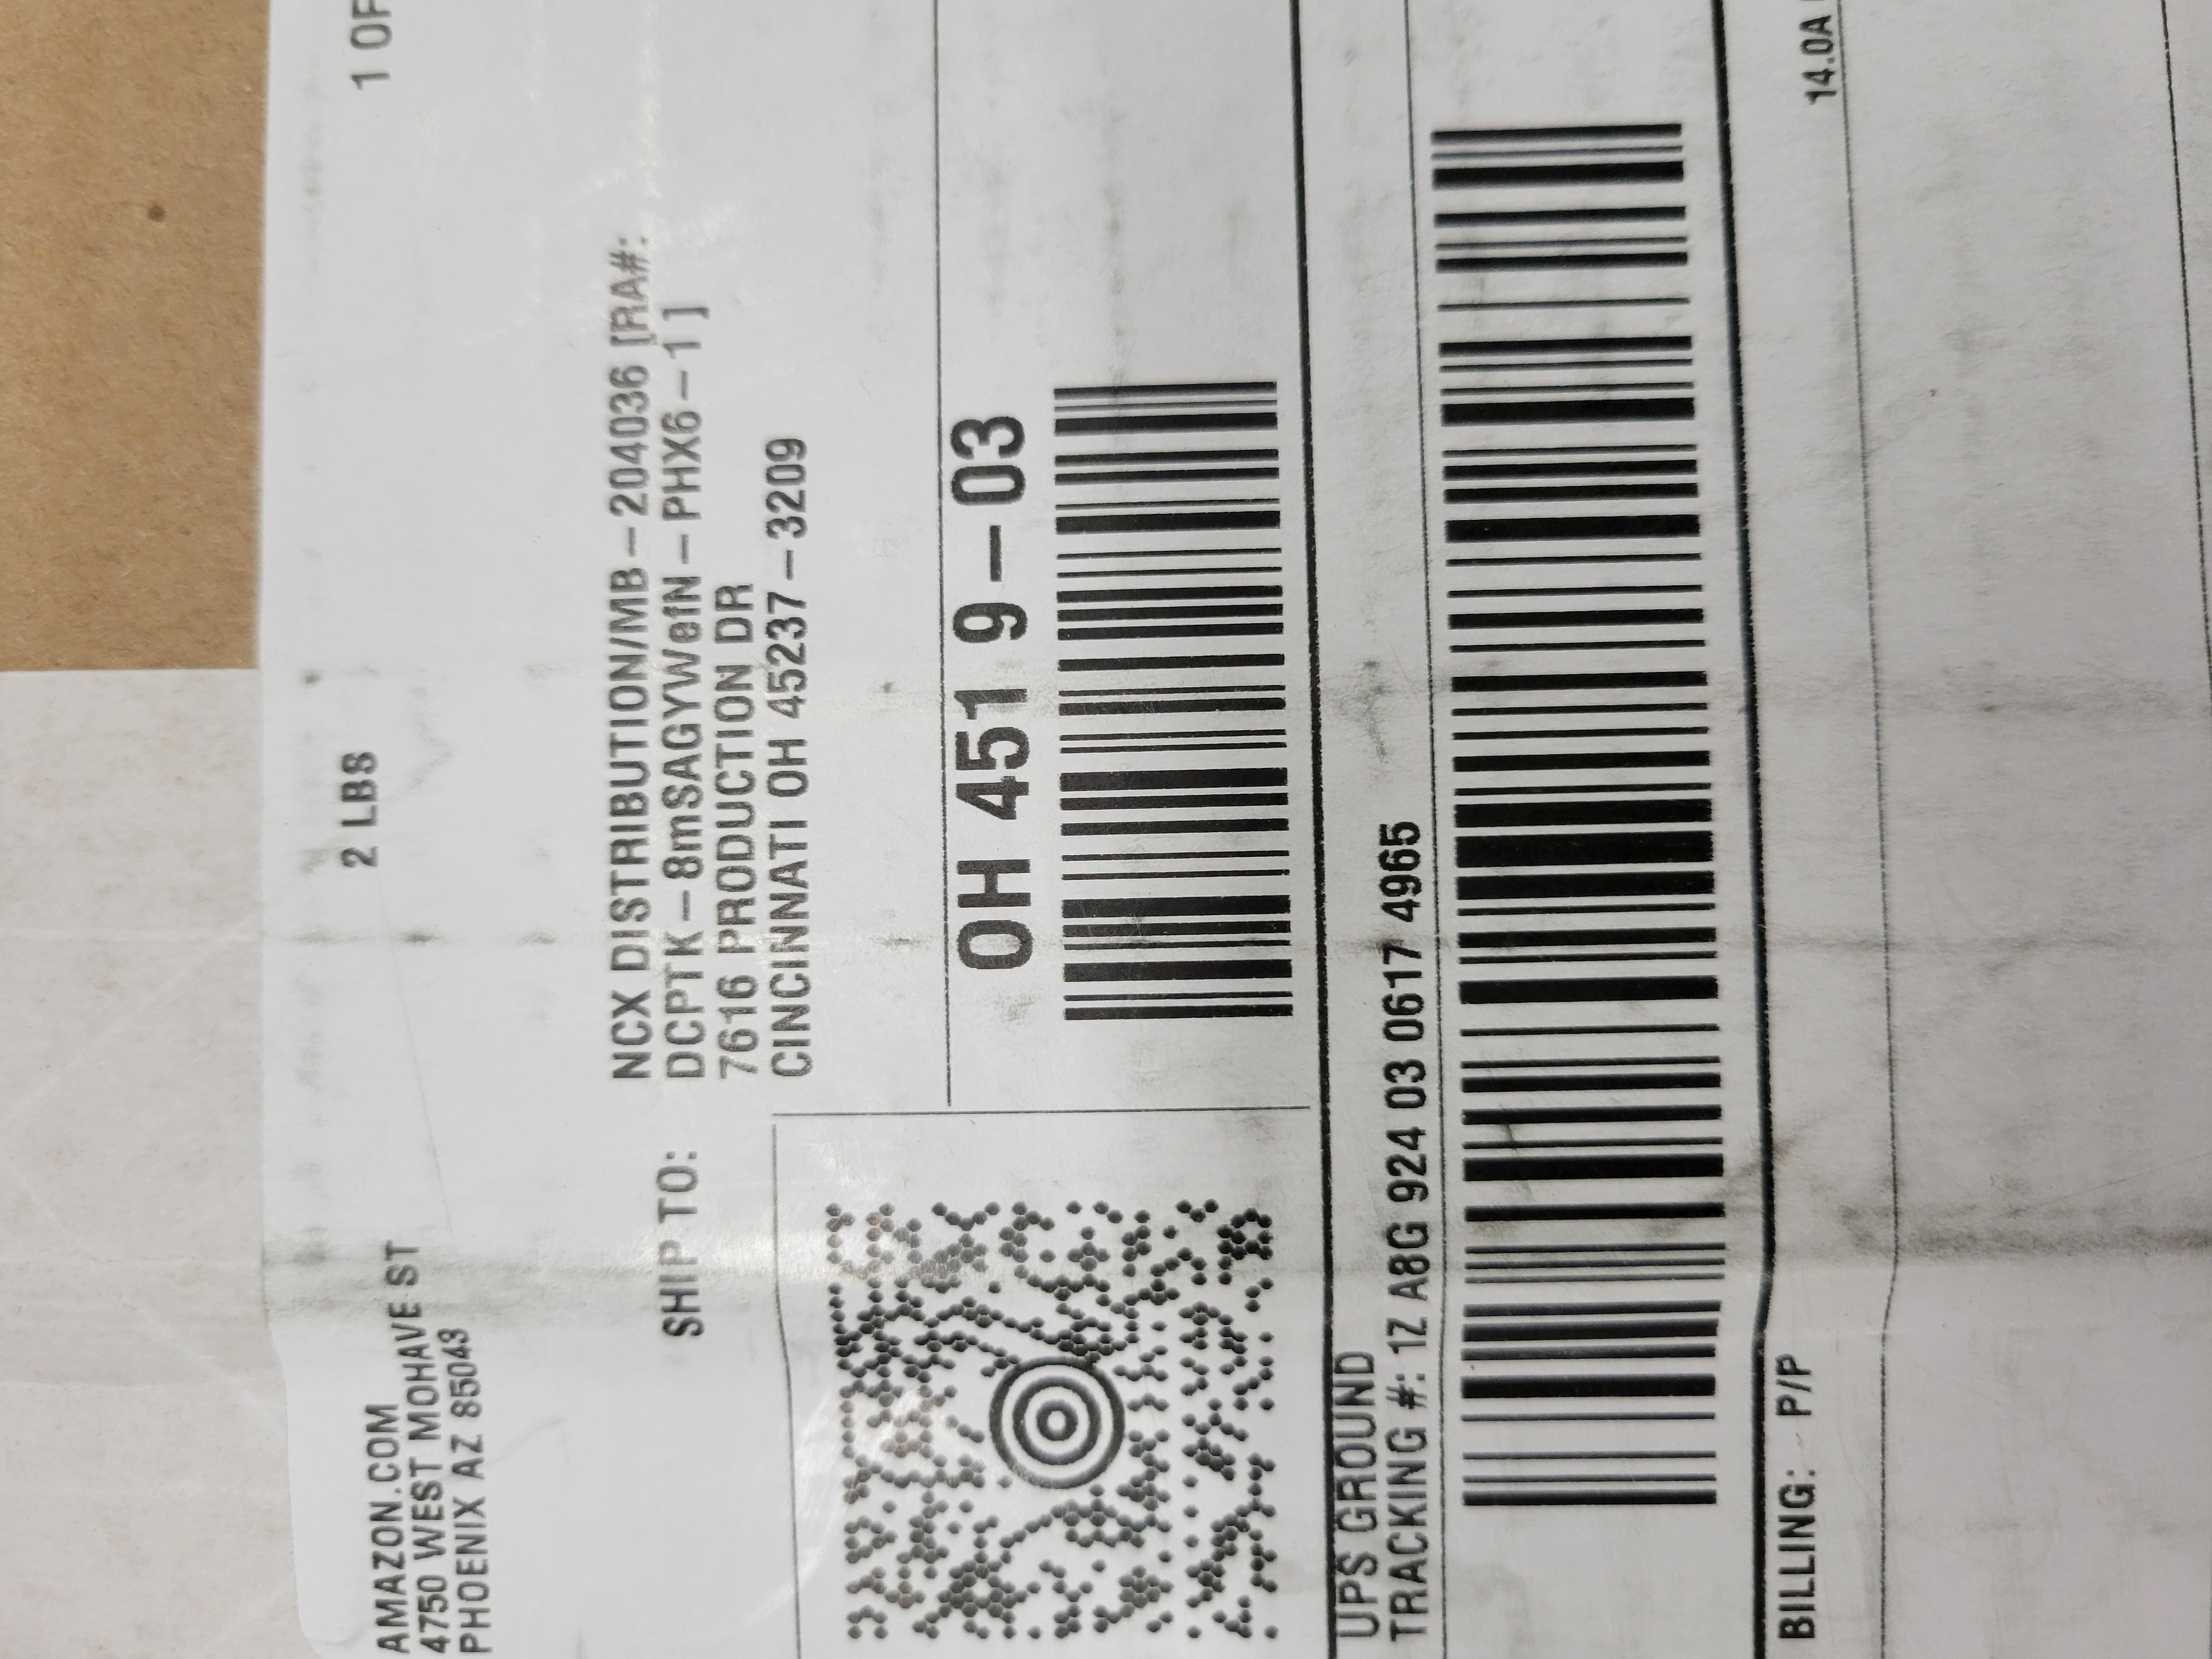 AMAZON.COM
4750 WEST MOHAVE ST
PHOENIX AZ 85043
2 LBS
1 OF
SHIP TO:
NCX DISTRIBUTION/MB-204036 [RA#:
DCPTK-8mSAGYWefN-PHX6-1]
7616 PRODUCTION DR
CINCINNATI OH 45237-3209
OH 451 9-03
UPS GROUND
TRACKING #: 1Z A8G 924 03 0617 4965
BILLING: P/P
14.0A